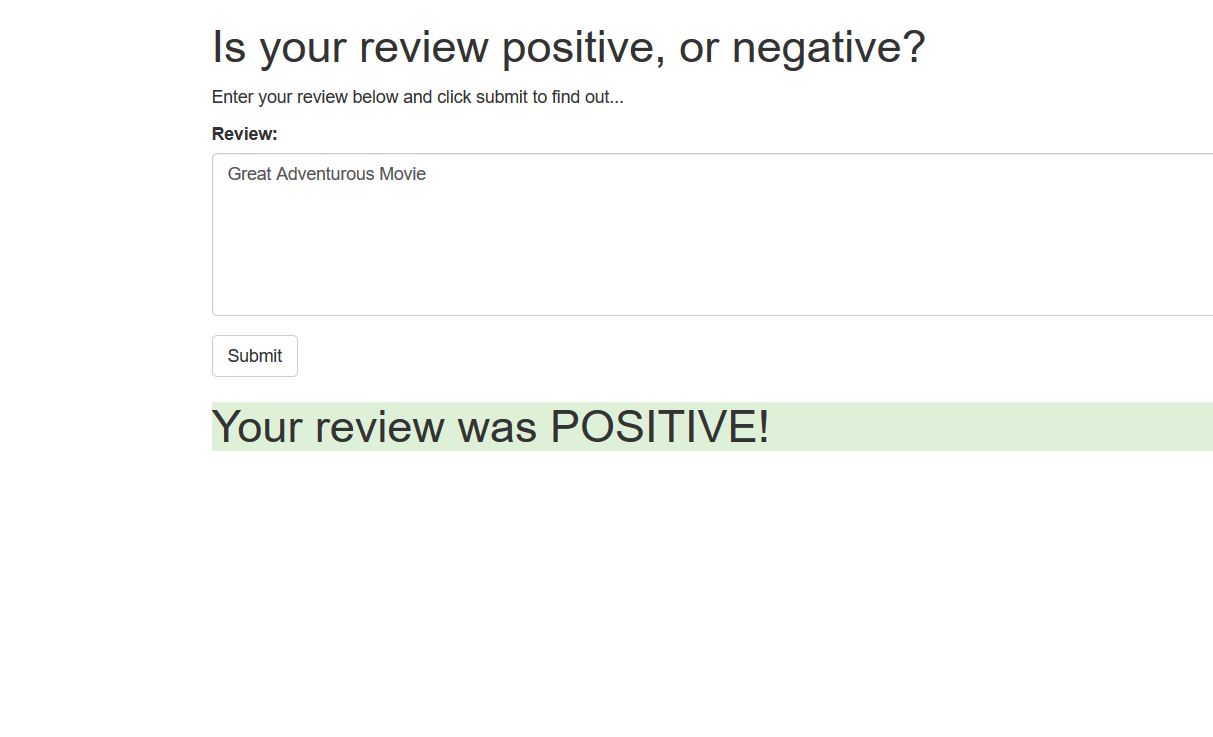 Is your review positive, or negative?
Enter your review below and click submit to find out...
Review:
Great Adventurous Movie
Submit
Your review was POSITIVE!